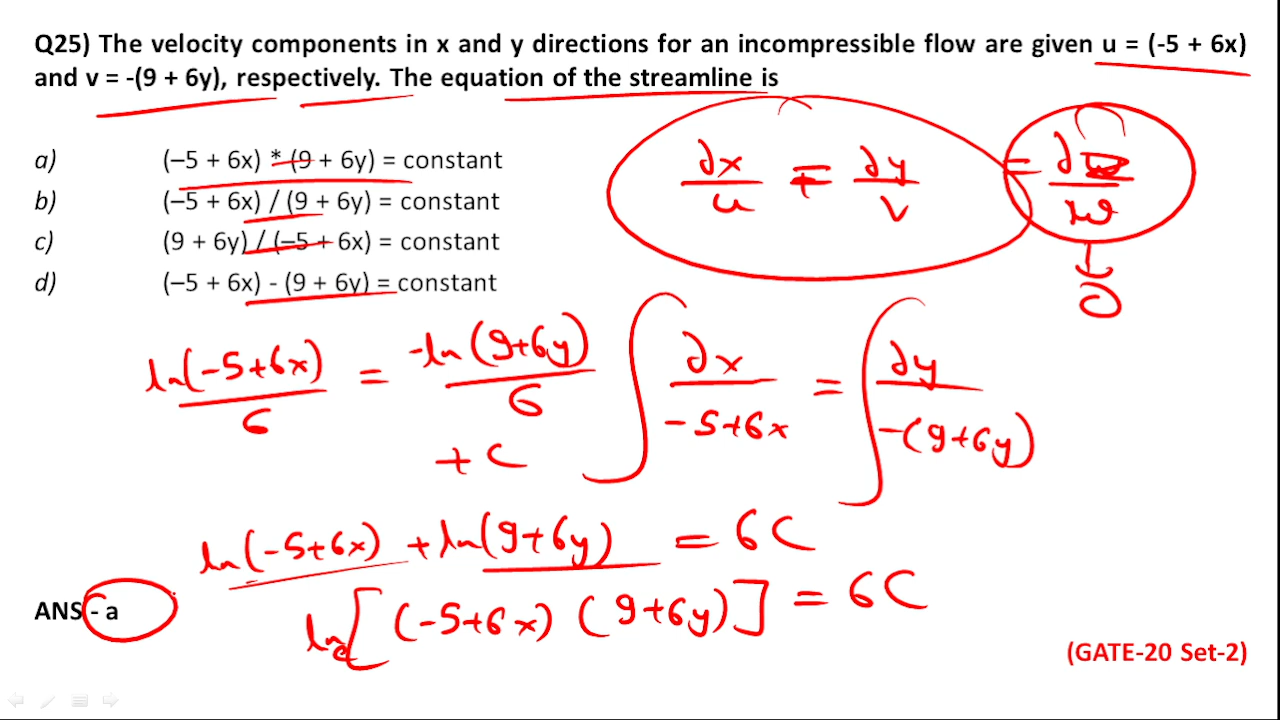 Q25) The velocity components in x and y directions for an incompressible flow are given u = (-5 + 6x)
and v = -(9 + 6y), respectively. The equation of the streamline is
a) (–5 + 6x) * (9 + 6y) = constant
b) (–5 + 6x) / (9 + 6y) = constant
c) (9 + 6y) / (–5 + 6x) = constant
d) (–5 + 6x) - (9 + 6y) = constant
∂x/u = ∂y/v = ∂/w
↓
0
ln(-5+6x)/6 = -ln(9+6y)/6
+ C
∫ ∂x/-5+6x = ∫ ∂y/-(9+6y)
ln(-5+6x) + ln(9+6y) = 6C
ln[(-5+6x) (9+6y)] = 6C
ANS - a
(GATE-20 Set-2)